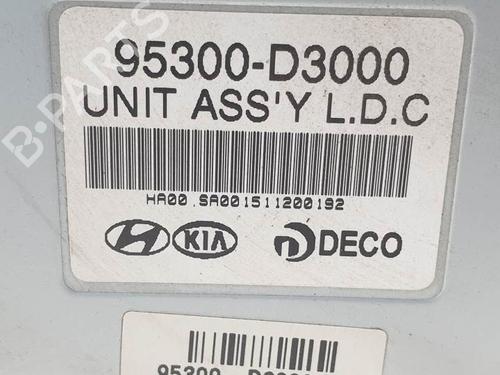 95300-D3000
UNIT ASS'Y L.D.C
HA00.SA001511200192
KIA DECO
B-PARTS